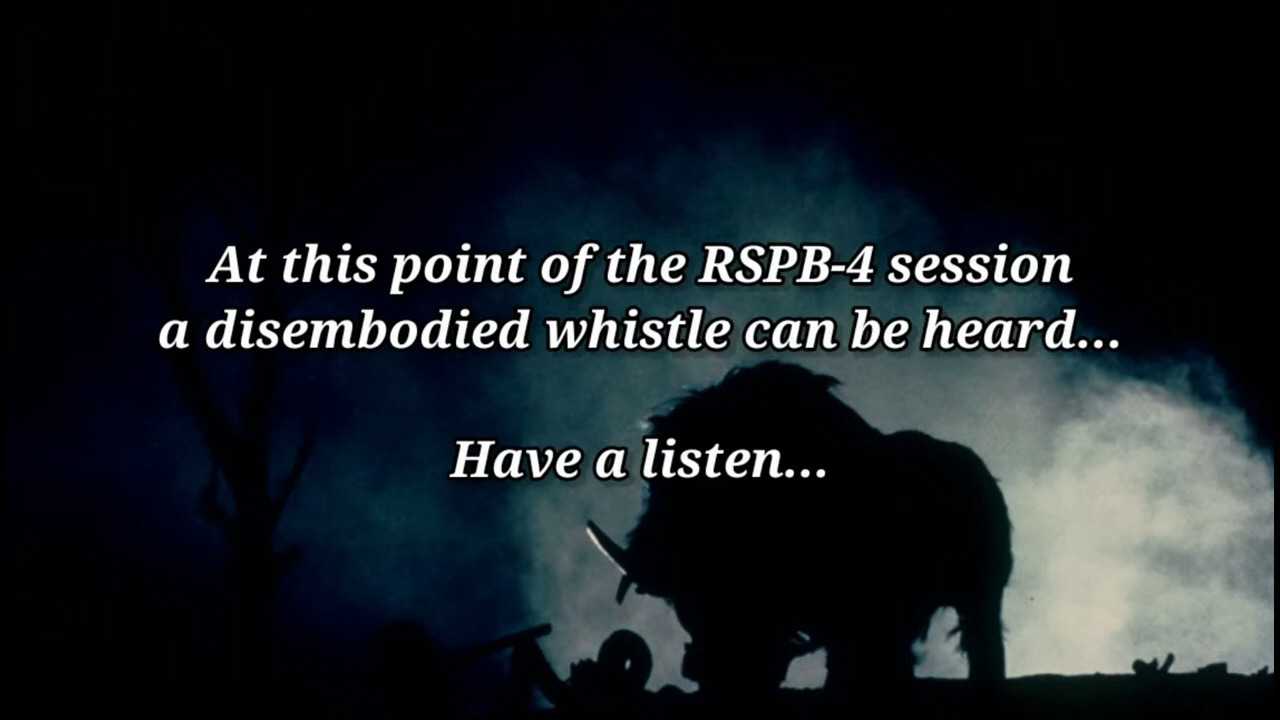 At this point of the RSPB-4 session
a disembodied whistle can be heard...
Have a listen...